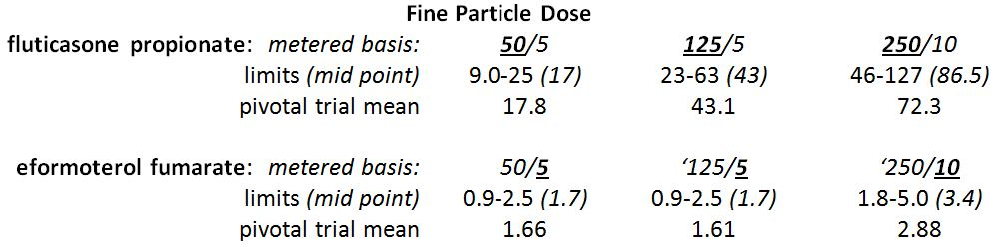 Fine Particle Dose
fluticasone propionate: metered basis: 50/5 125/5 250/10
limits (mid point) 9.0-25 (17) 23-63 (43) 46-127 (86.5)
pivotal trial mean 17.8 43.1 72.3
eformoterol fumarate: metered basis: 50/5 ‘125/5 ‘250/10
limits (mid point) 0.9-2.5 (1.7) 0.9-2.5 (1.7) 1.8-5.0 (3.4)
pivotal trial mean 1.66 1.61 2.88